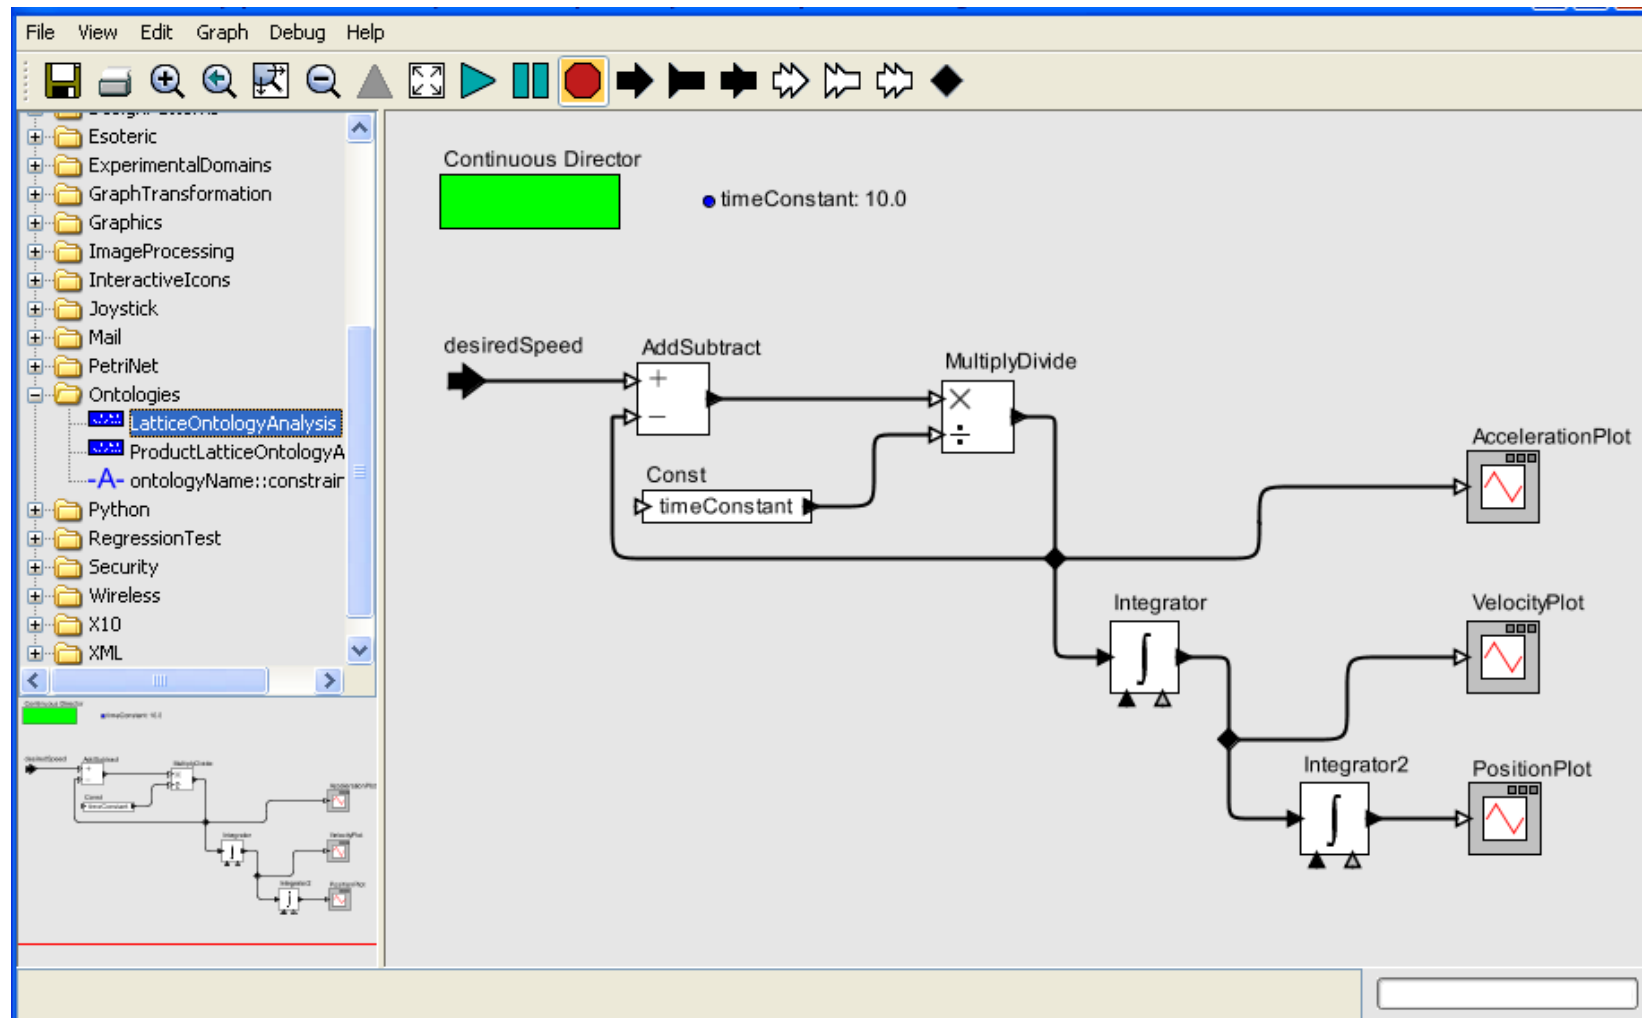 File View Edit Graph Debug Help
Esoteric
ExperimentalDomains
GraphTransformation
Graphics
ImageProcessing
InteractiveIcons
Joystick
Mail
PetriNet
Ontologies
LatticeOntologyAnalysis
ProductLatticeOntologyA
-A- ontologyName::constrair
Python
RegressionTest
Security
Wireless
X10
XML
Continuous Director
timeConstant: 10.0
desiredSpeed
AddSubtract
+
−
MultiplyDivide
×
÷
Const
timeConstant
AccelerationPlot
Integrator
∫
VelocityPlot
Integrator2
∫
PositionPlot